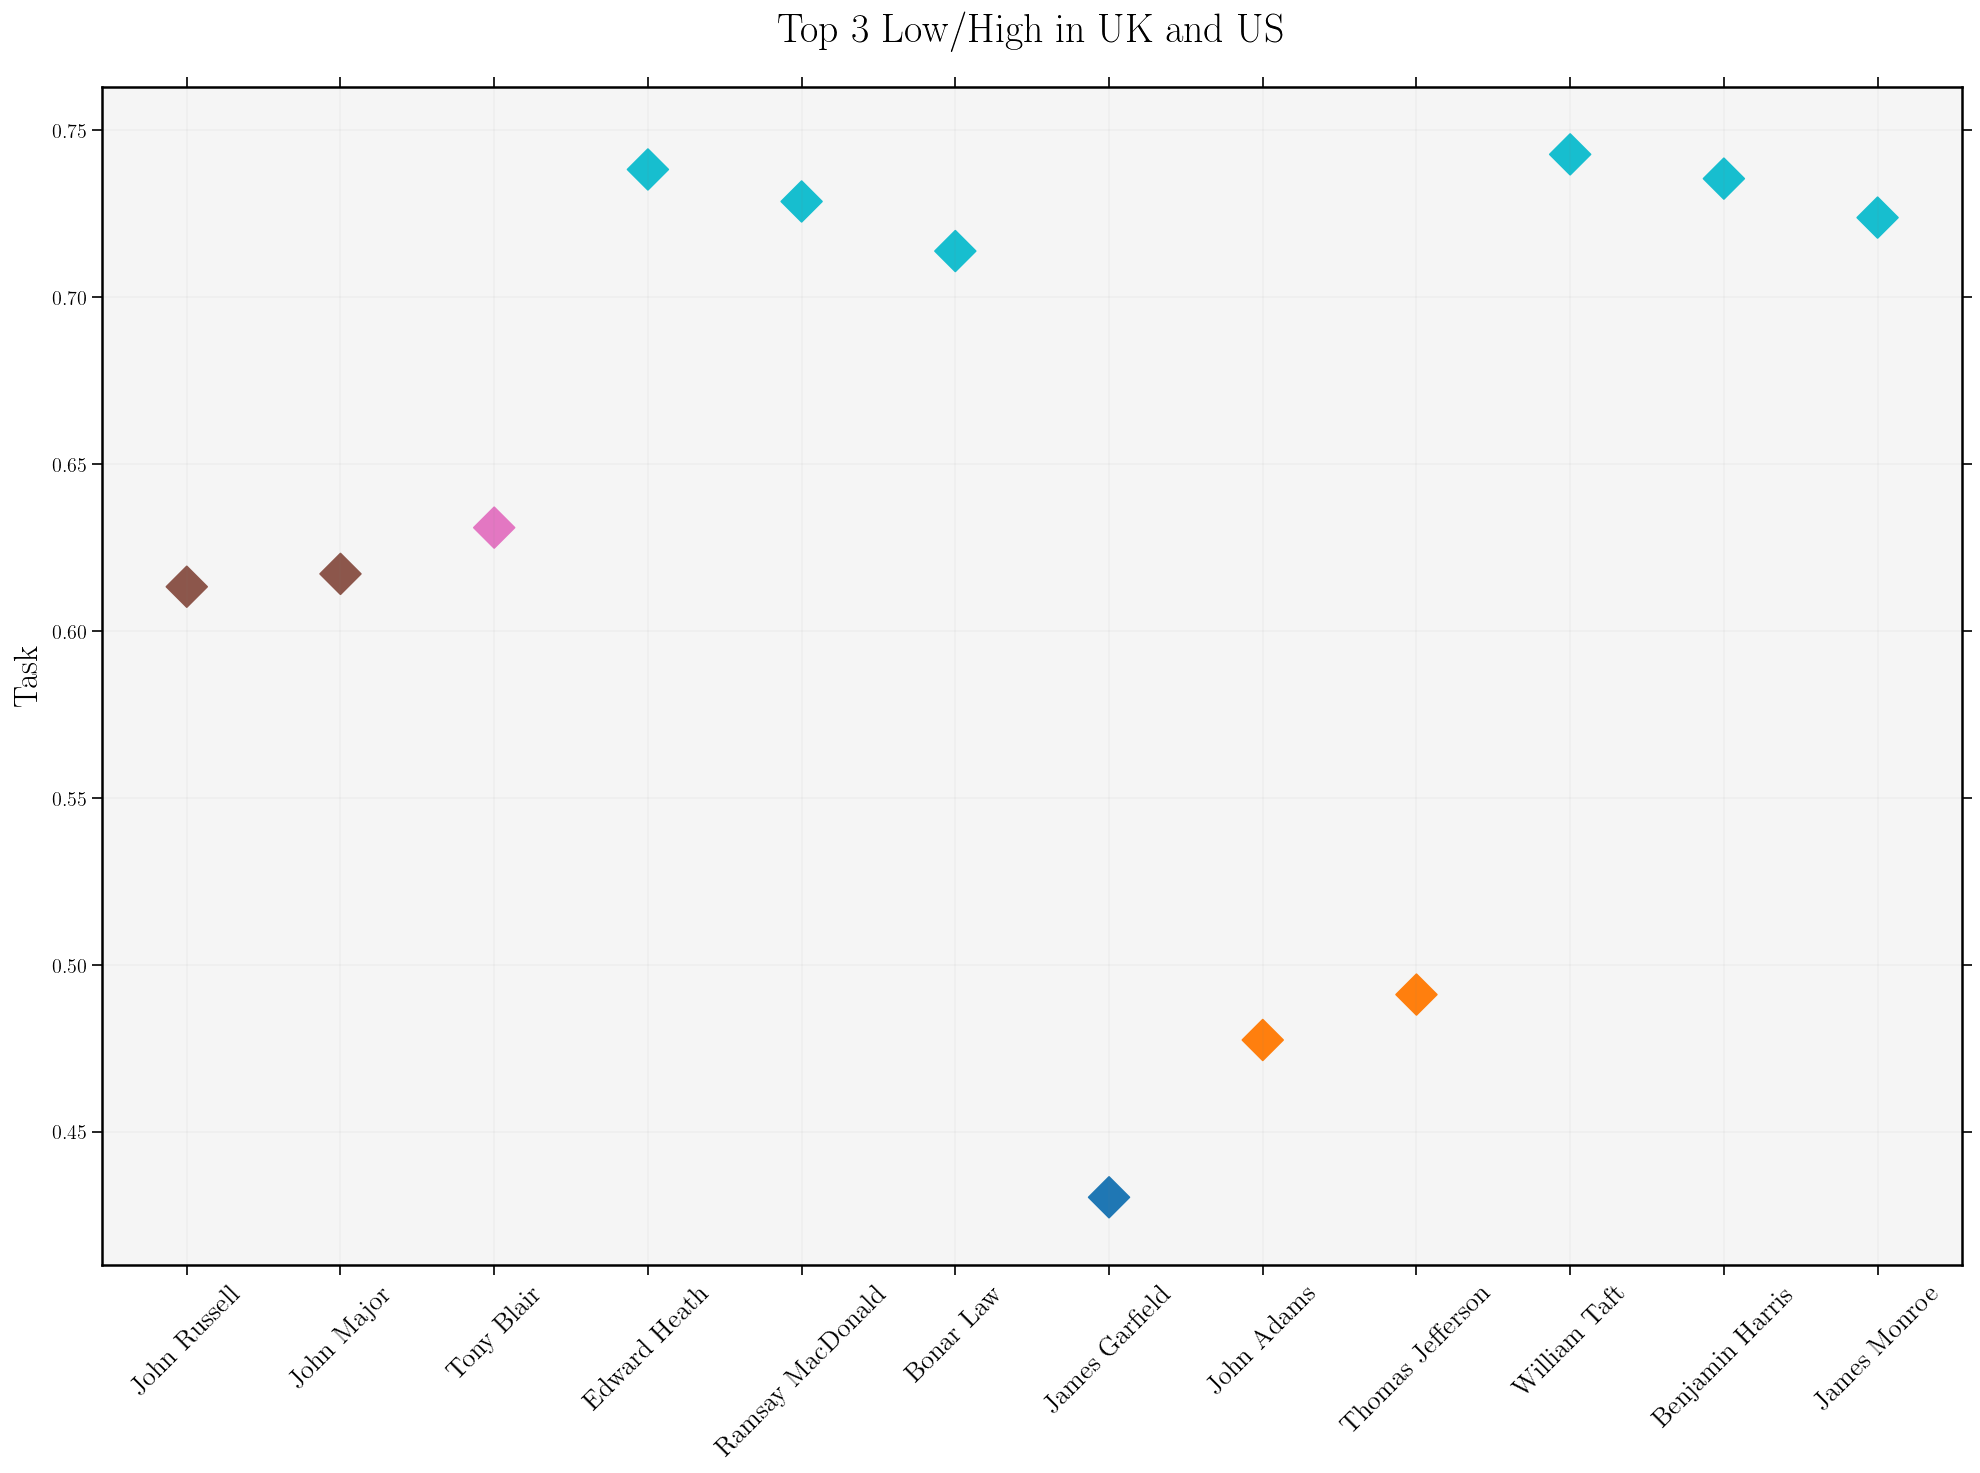 Top 3 Low/High in UK and US
Task
0.75
0.70
0.65
0.60
0.55
0.50
0.45
John Russell
John Major
Tony Blair
Edward Heath
Ramsay MacDonald
Bonar Law
James Garfield
John Adams
Thomas Jefferson
William Taft
Benjamin Harris
James Monroe